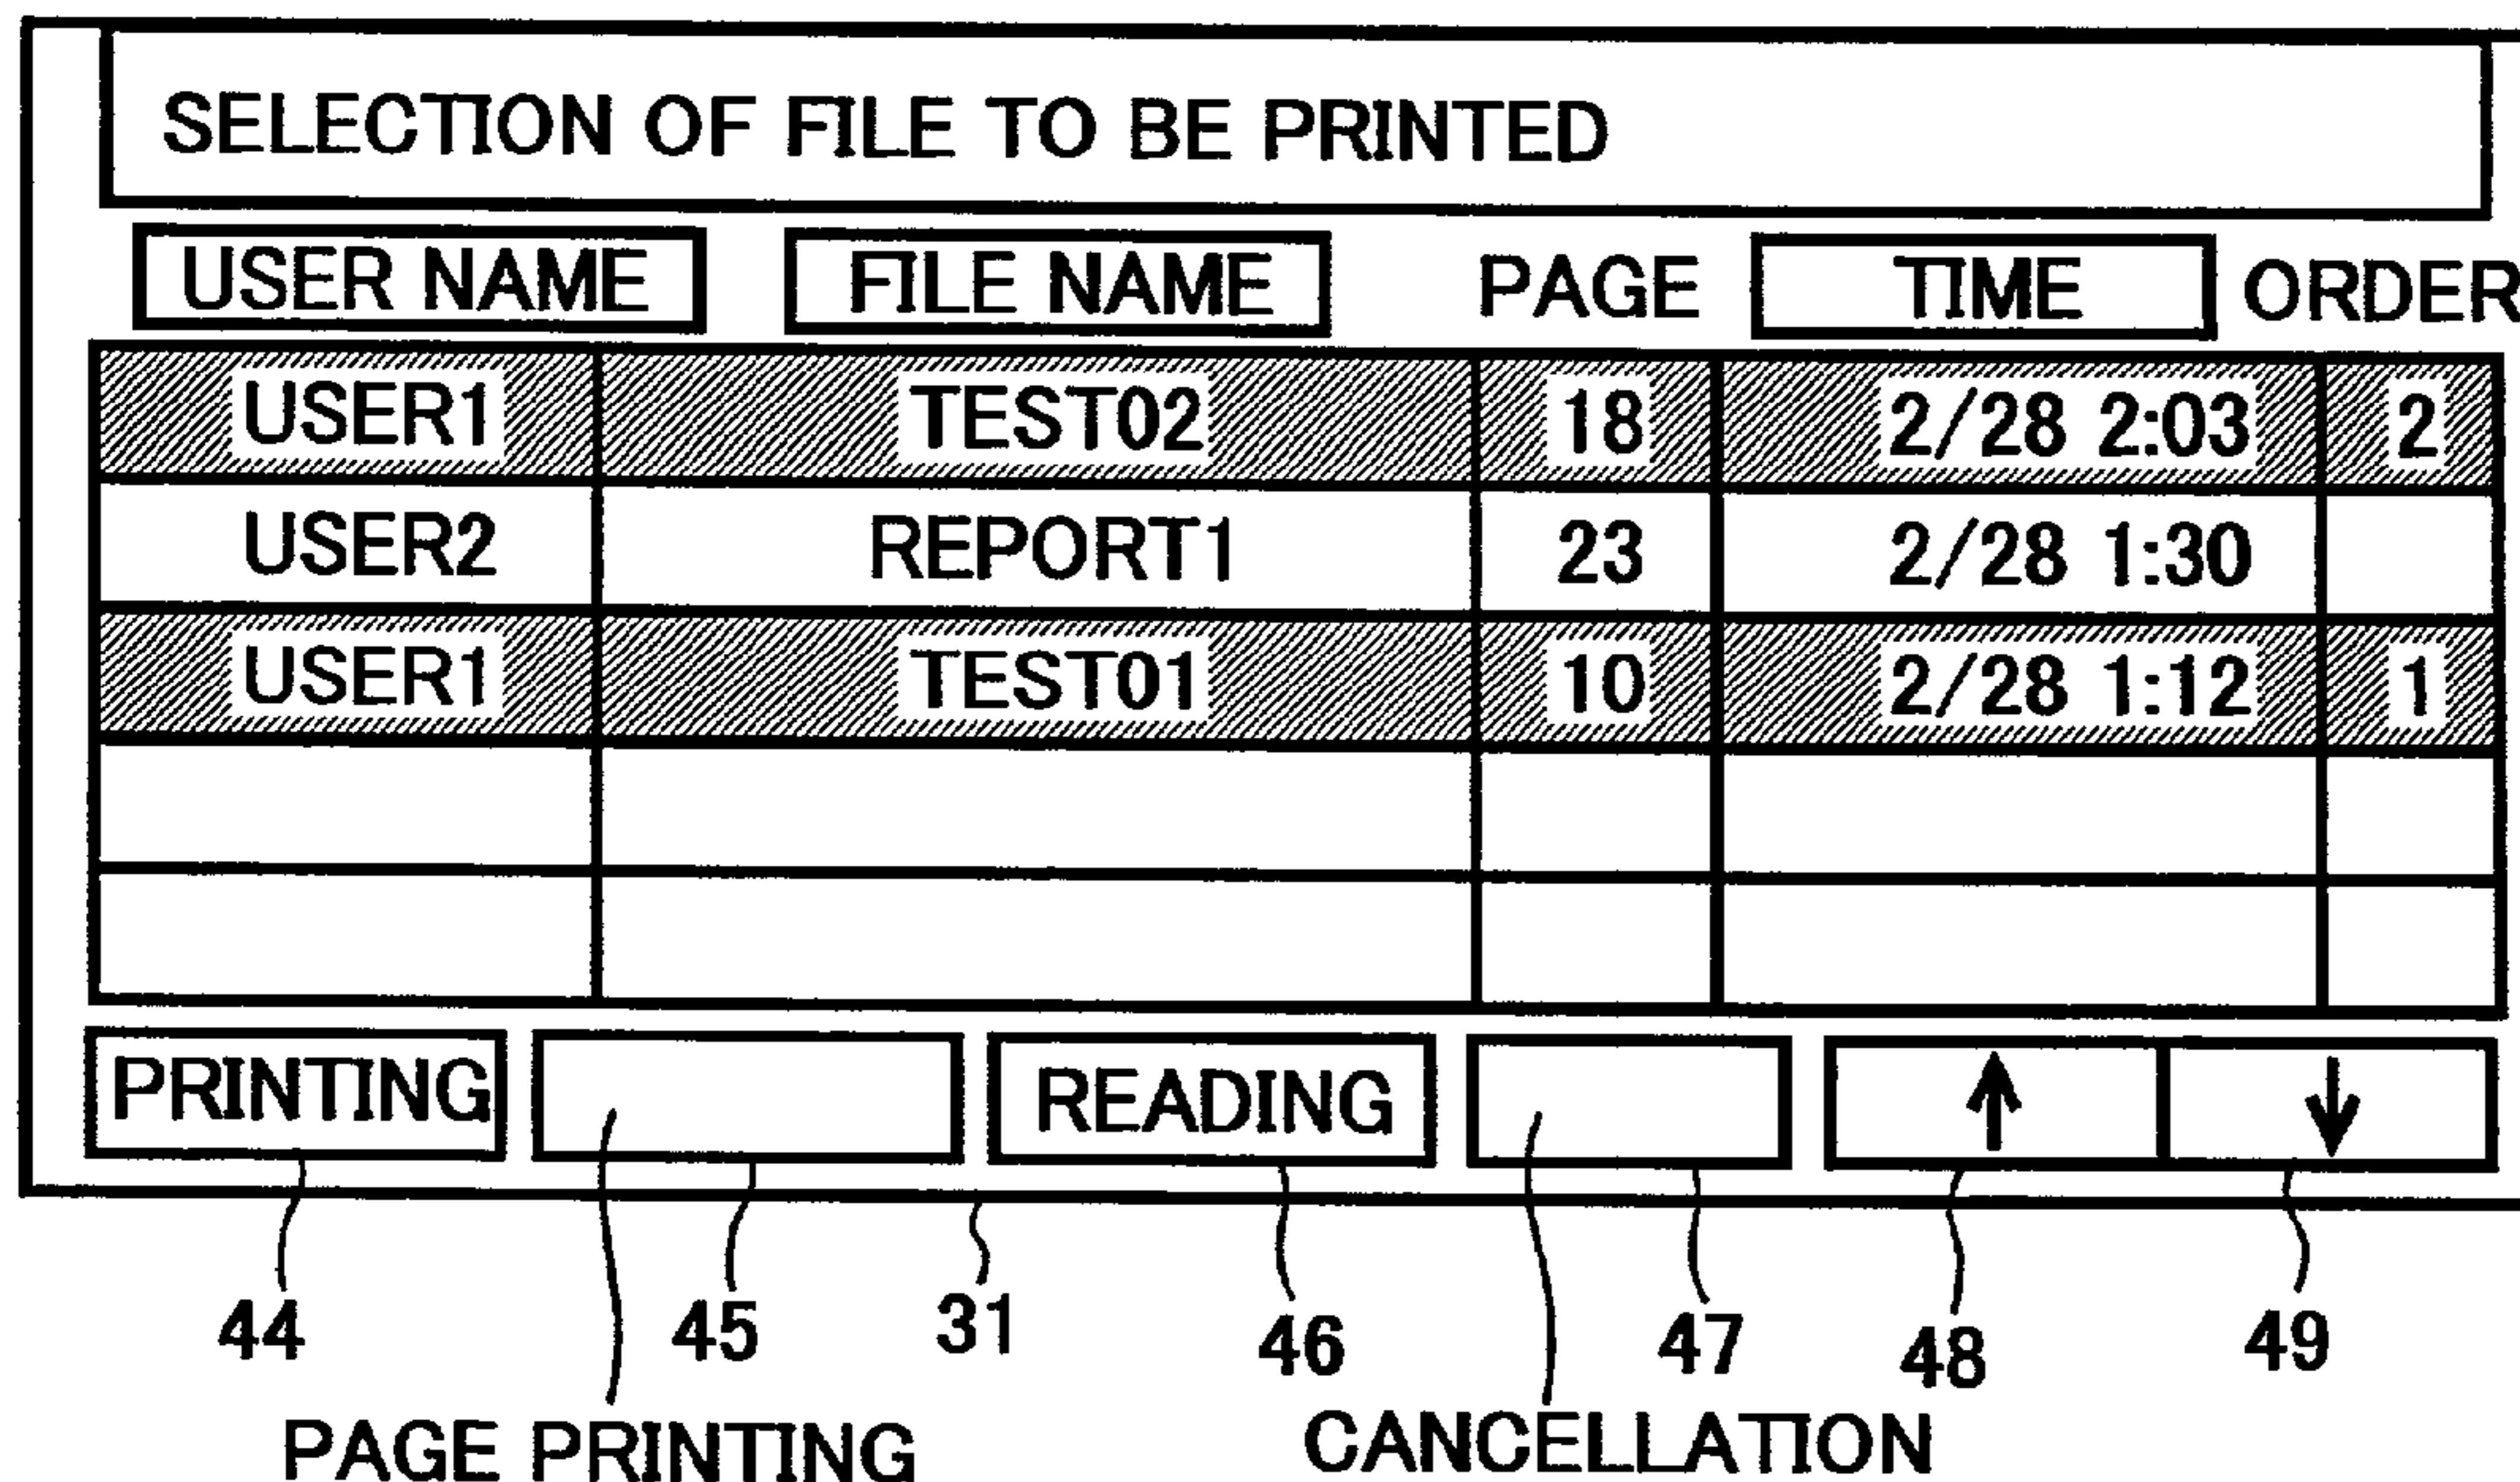 SELECTION OF FILE TO BE PRINTED
USER NAME FILE NAME PAGE TIME ORDER
USER1 TEST02 18 2/28 2:03 2
USER2 REPORT1 23 2/28 1:30
USER1 TEST01 10 2/28 1:12 1
PRINTING READING ↑ ↓
44 45 31 46 47 48 49
PAGE PRINTING CANCELLATION